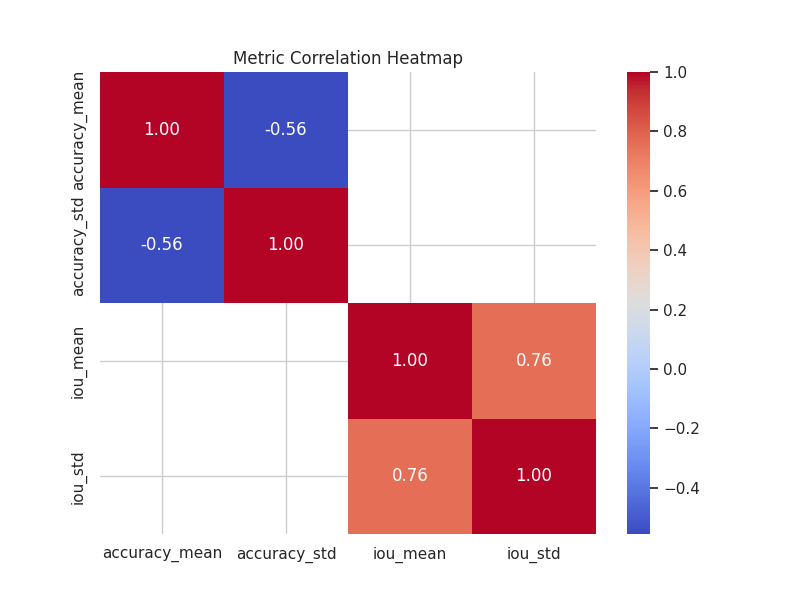 Metric Correlation Heatmap
accuracy_mean
1.00
-0.56
accuracy_std
-0.56
1.00
iou_mean
1.00
0.76
iou_std
0.76
1.00
accuracy_mean
accuracy_std
iou_mean
iou_std
1.0
0.8
0.6
0.4
0.2
0.0
−0.2
−0.4